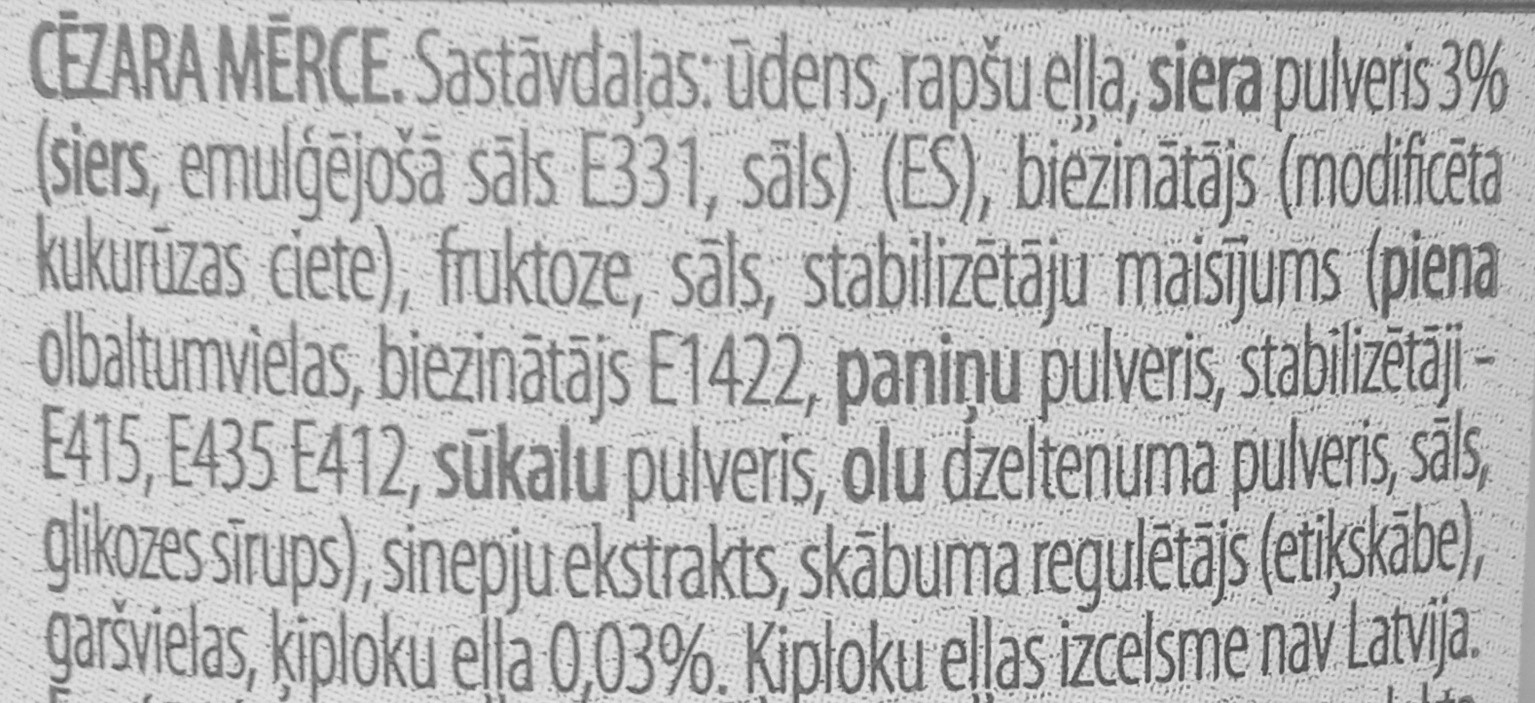 CĒZARA MĒRCE. Sastāvdaļas: ūdens, rapšu eļļa, siera pulveris 3%
(siers, emulģējošā sāls E331, sāls) (ES), biezinātājs (modificēta
kukurūzas ciete), fruktoze, sāls, stabilizētāju maisījums (piena
olbaltumvielas, biezinātājs E1422, paniņu pulveris, stabilizētāji -
E415, E435 E412, sūkalu pulveris, olu dzeltenuma pulveris, sāls,
glikozes sīrups), sinepju ekstrakts, skābuma regulētājs (etiķskābe),
garšvielas, ķiploku eļļa 0,03%. Ķiploku eļļas izcelsme nav Latvija.